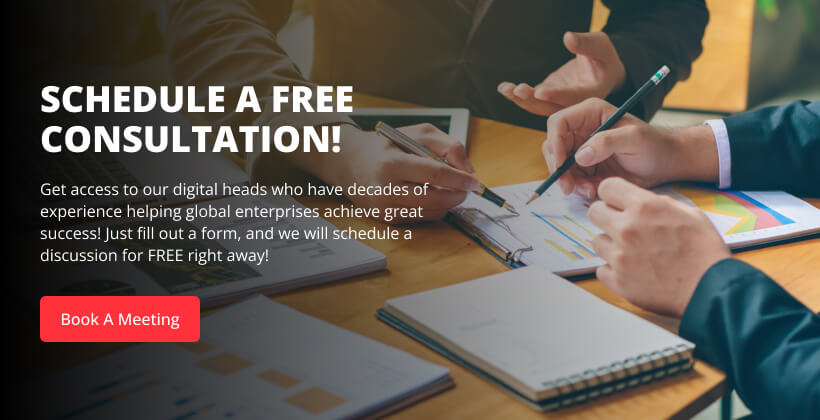 SCHEDULE A FREE
CONSULTATION!
Get access to our digital heads who have decades of
experience helping global enterprises achieve great
success! Just fill out a form, and we will schedule a
discussion for FREE right away!
Book A Meeting